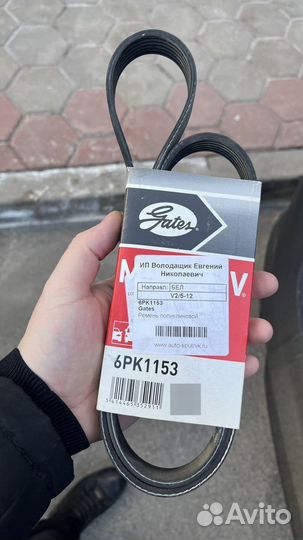 Gates
ИП Володащик Евгений
Николаевич
Направл: БЕЛ
V2/5-12
6PK1153
Gates
Ремень поликлиновой
www.auto-sputnik.ru
6PK1153
Avito